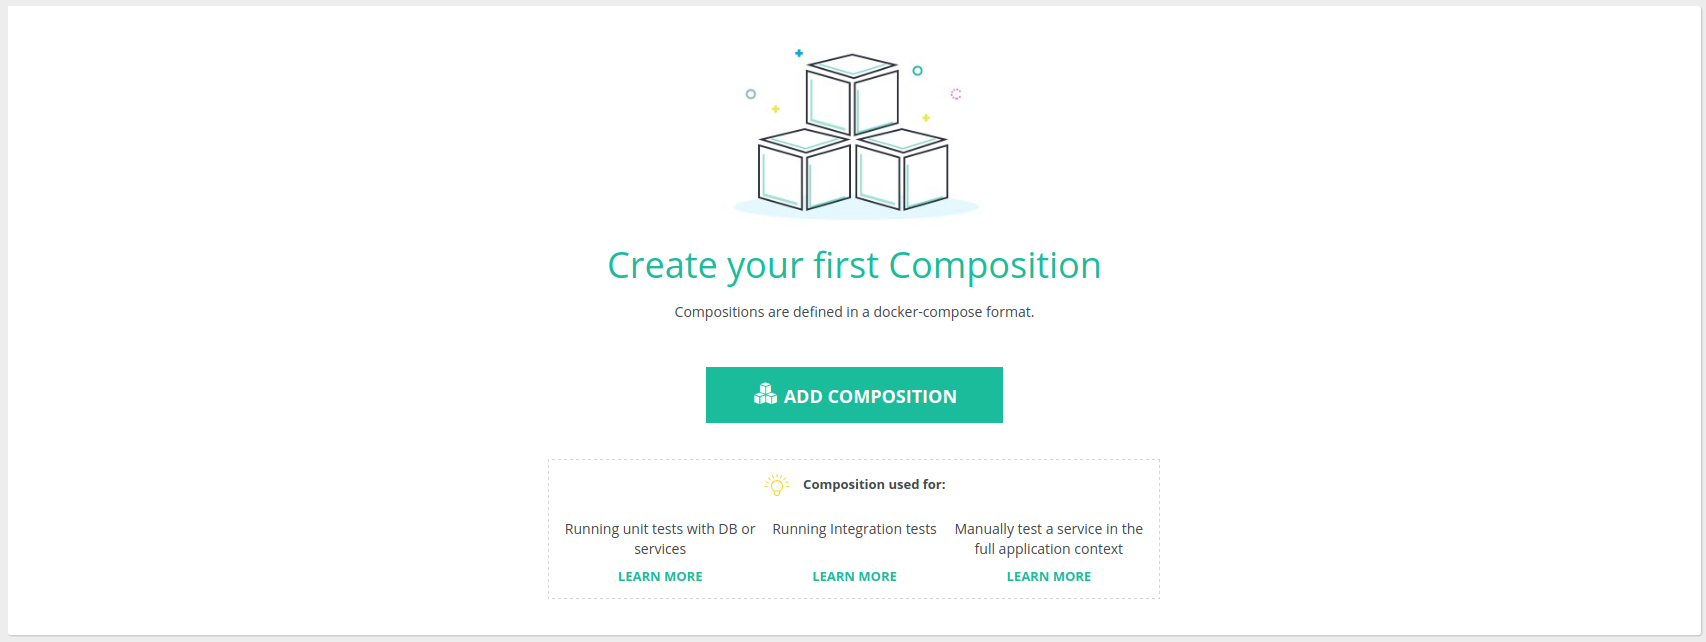 Create your first Composition
Compositions are defined in a docker-compose format.
ADD COMPOSITION
Composition used for:
Running unit tests with DB or
services
LEARN MORE
Running Integration tests
LEARN MORE
Manually test a service in the
full application context
LEARN MORE